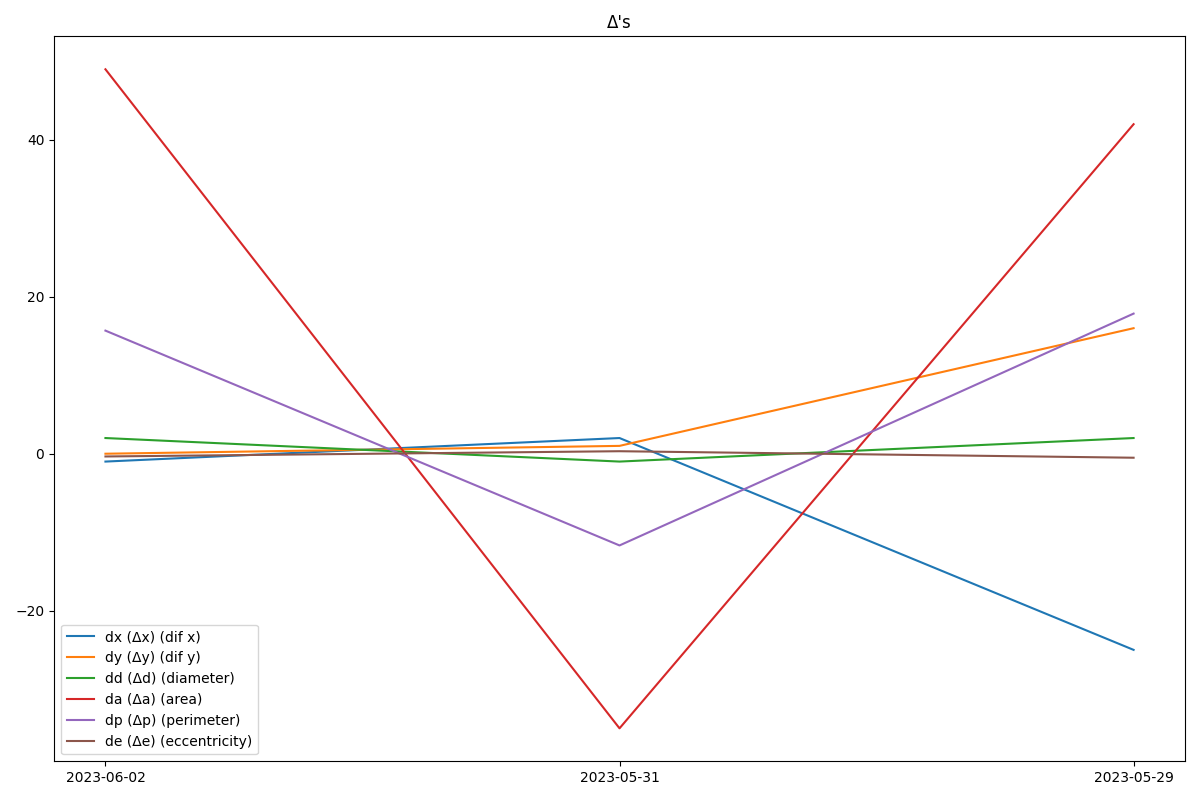 Δ's
40
20
0
−20
dx (Δx) (dif x)
dy (Δy) (dif y)
dd (Δd) (diameter)
da (Δa) (area)
dp (Δp) (perimeter)
de (Δe) (eccentricity)
2023-06-02 2023-05-31 2023-05-29